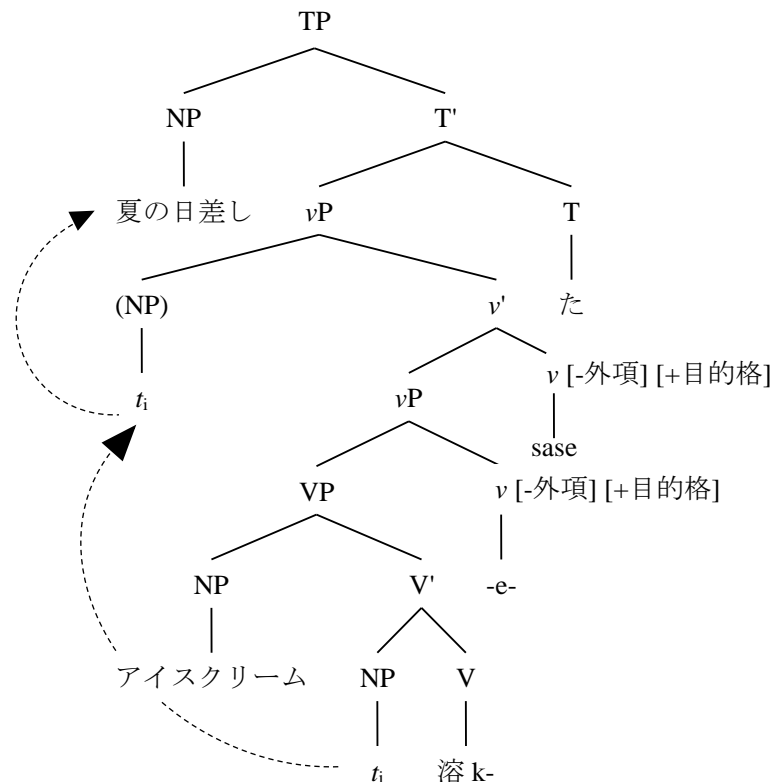 TP
NP T'
夏の日差し vP T
(NP) v' た
vP v [-外項] [+目的格]
ti
sase
VP v [-外項] [+目的格]
NP V' -e-
アイスクリーム NP V
ti 溶 k-